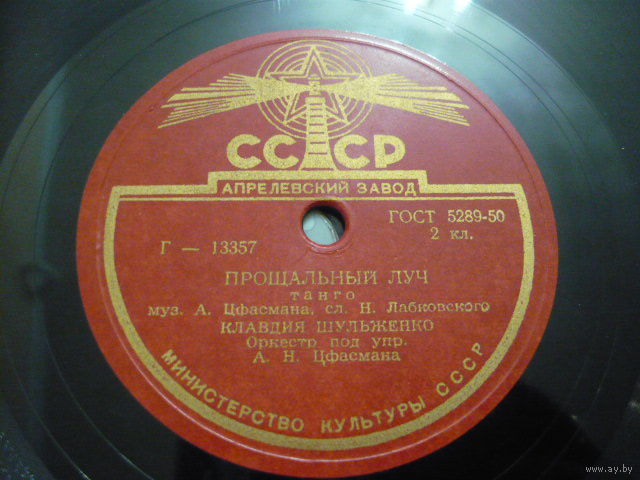 СССР
АПРЕЛЕВСКИЙ ЗАВОД
ГОСТ 5289-50
2 кл.
Г — 13357
ПРОЩАЛЬНЫЙ ЛУЧ
танго
муз. А. Цфасмана, сл. Н. Лабковского
КЛАВДИЯ ШУЛЬЖЕНКО
Оркестр под упр.
А. Н. Цфасмана
МИНИСТЕРСТВО КУЛЬТУРЫ СССР
www.ay.by